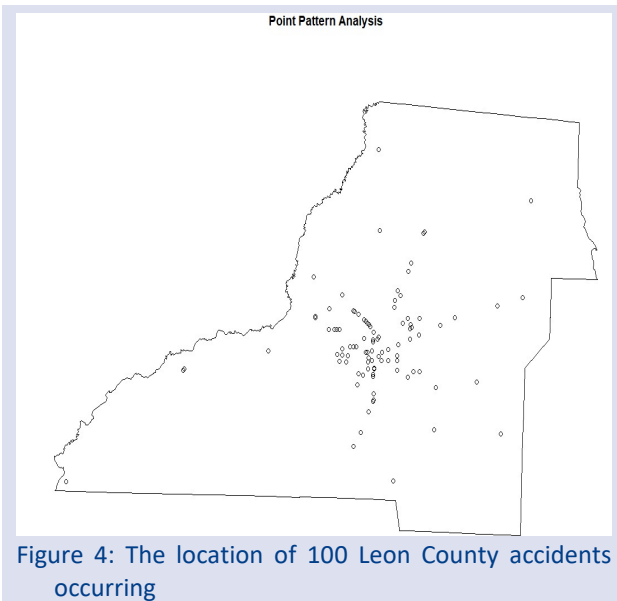 Point Pattern Analysis
Figure 4: The location of 100 Leon County accidents
occurring